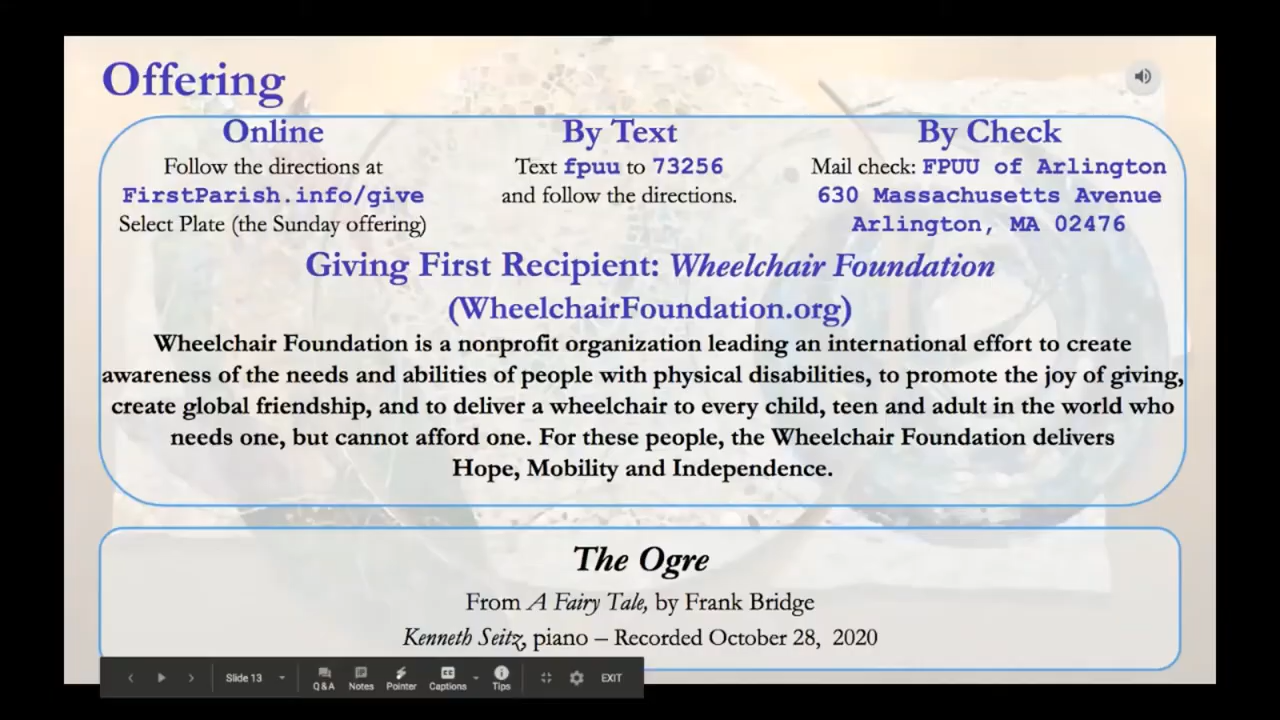 Offering
Online
Follow the directions at
FirstParish.info/give
Select Plate (the Sunday offering)
By Text
Text fpuu to 73256
and follow the directions.
By Check
Mail check: FPUU of Arlington
630 Massachusetts Avenue
Arlington, MA 02476
Giving First Recipient: Wheelchair Foundation
(WheelchairFoundation.org)
Wheelchair Foundation is a nonprofit organization leading an international effort to create
awareness of the needs and abilities of people with physical disabilities, to promote the joy of giving,
create global friendship, and to deliver a wheelchair to every child, teen and adult in the world who
needs one, but cannot afford one. For these people, the Wheelchair Foundation delivers
Hope, Mobility and Independence.
The Ogre
From A Fairy Tale, by Frank Bridge
Kenneth Seitz, piano – Recorded October 28, 2020
Slide 13
Q&A
Notes
Pointer
CC
Captions
Tips
EXIT